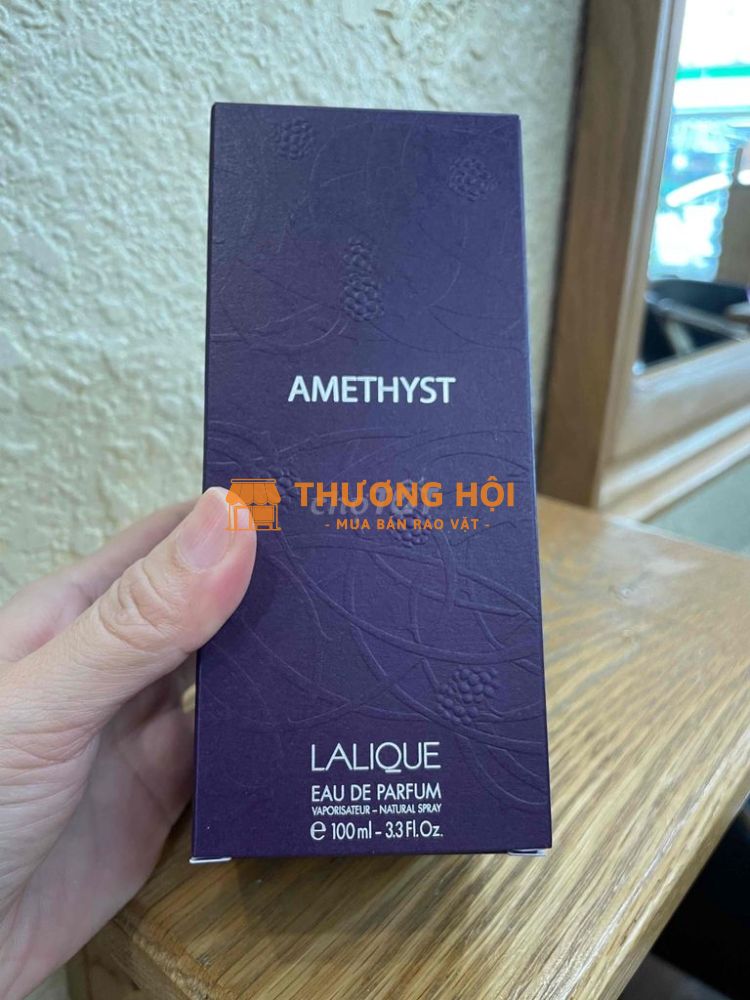 AMETHYST
THƯƠNG HỘI
- MUA BÁN RAO VẶT -
LALIQUE
EAU DE PARFUM
VAPORISATEUR – NATURAL SPRAY
e 100 ml – 3.3 Fl.Oz.